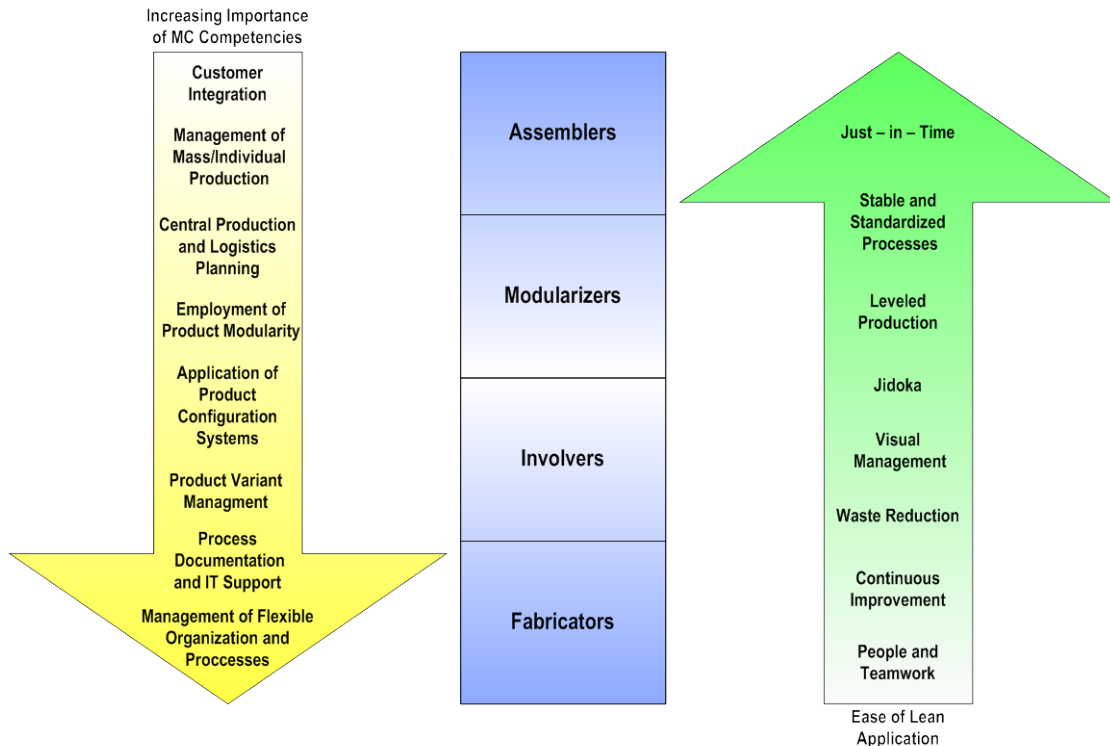 Increasing Importance
of MC Competencies
Customer
Integration
Management of
Mass/Individual
Production
Central Production
and Logistics
Planning
Employment of
Product Modularity
Application of
Product
Configuration
Systems
Product Variant
Managment
Process
Documentation
and IT Support
Management of Flexible
Organization and
Proccesses
Assemblers
Modularizers
Involvers
Fabricators
Just – in – Time
Stable and
Standardized
Processes
Leveled
Production
Jidoka
Visual
Management
Waste Reduction
Continuous
Improvement
People and
Teamwork
Ease of Lean
Application